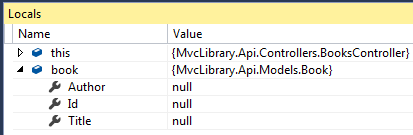 Locals
Name Value
this {MvcLibrary.Api.Controllers.BooksController}
book {MvcLibrary.Api.Models.Book}
Author null
Id null
Title null